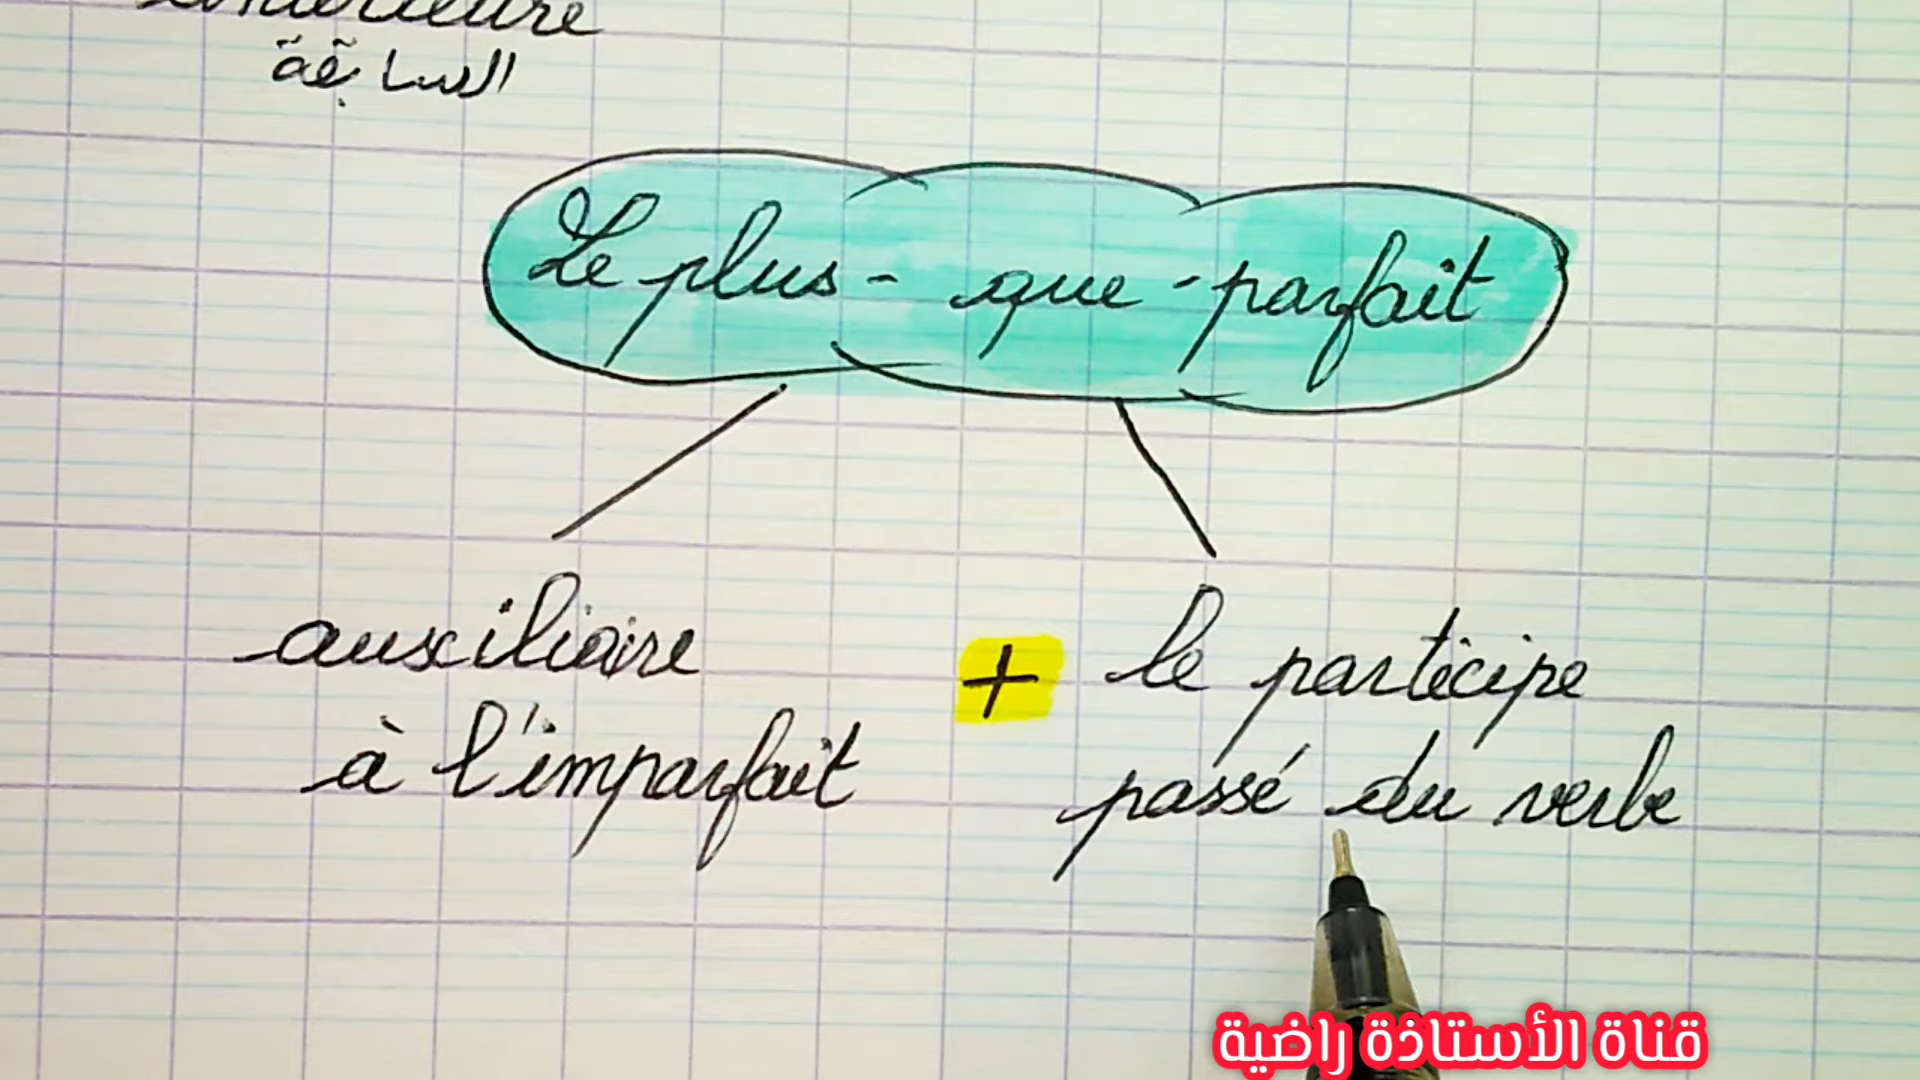 السابقة
Le plus-que-parfait
auxiliaire + le participe
à l'imparfait passé du verbe
قناة الأستاذة راضية